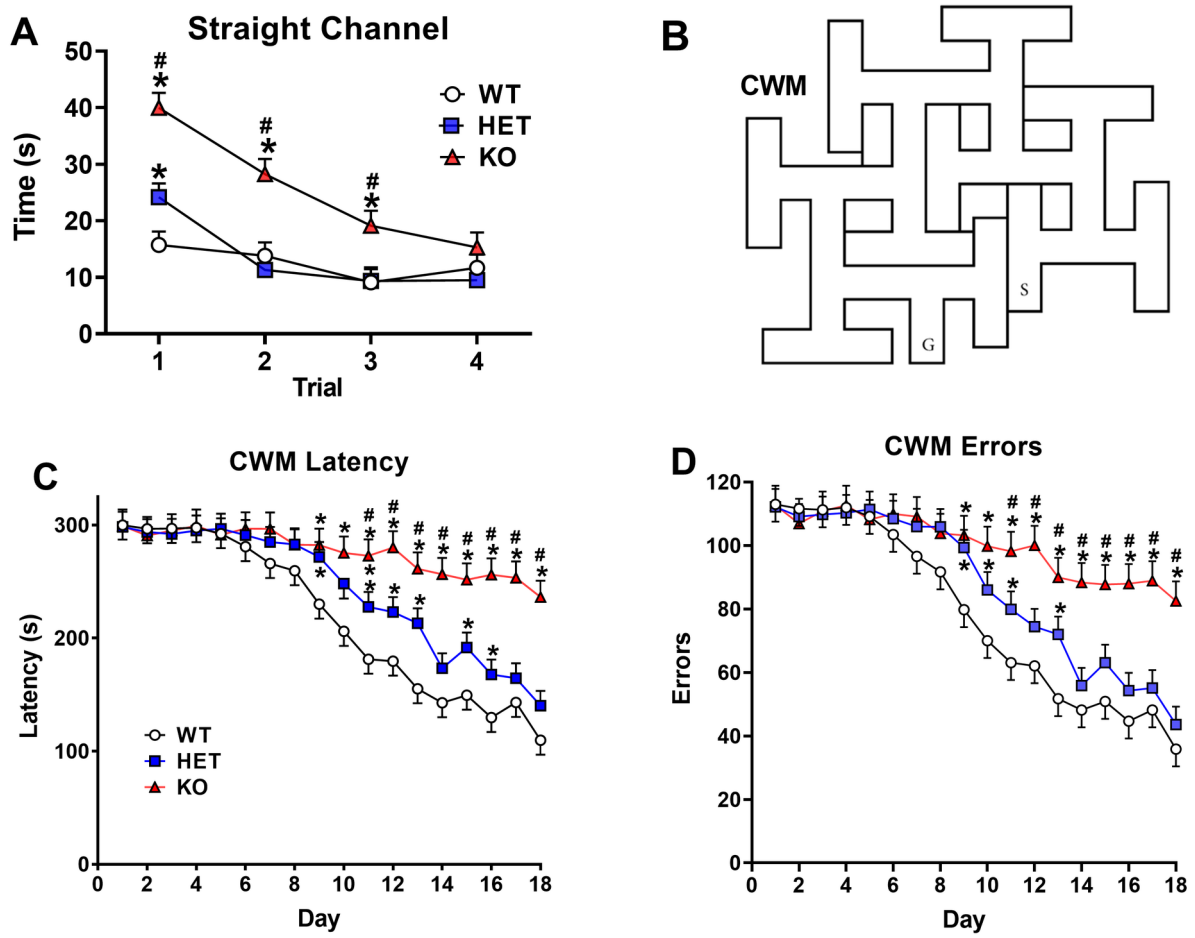 A
Straight Channel
50
40
30
20
10
0
Time (s)
# 
*
*
#
*
#
*
WT
HET
KO
1 2 3 4
Trial
B
CWM
S
G
C
CWM Latency
300
200
100
0
Latency (s)
* * # # # # # # # #
* * * * * * * *
* * * * * *
*
WT
HET
KO
0 2 4 6 8 10 12 14 16 18
Day
D
CWM Errors
120
100
80
60
40
20
0
Errors
* * # # # # # # # #
* * * * * * * *
* * * *
0 2 4 6 8 10 12 14 16 18
Day